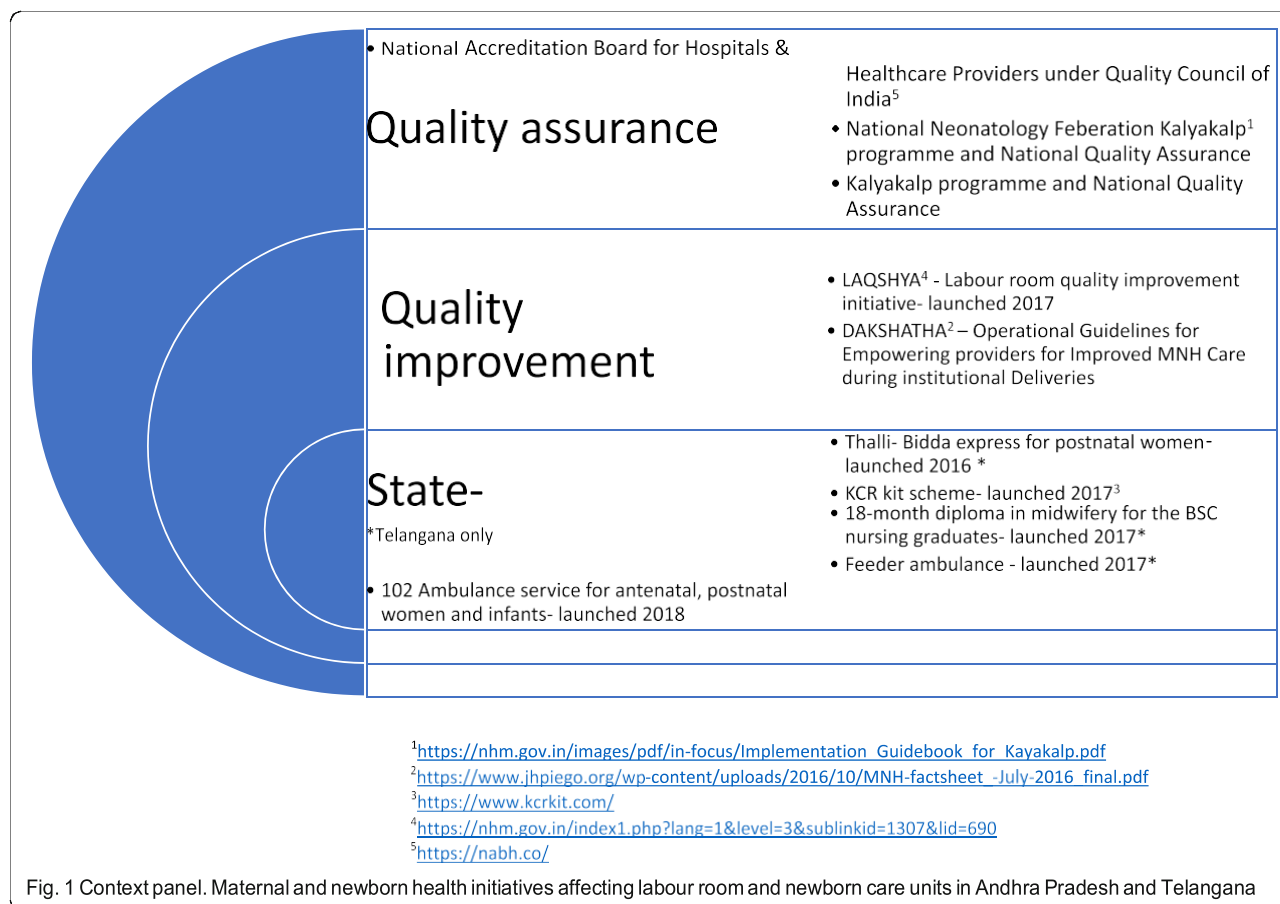 • National Accreditation Board for Hospitals &
Healthcare Providers under Quality Council of
India5
Quality assurance
• National Neonatology Feberation Kalyakalp1
programme and National Quality Assurance
• Kalyakalp programme and National Quality
Assurance
Quality
improvement
• LAQSHYA4 - Labour room quality improvement
initiative- launched 2017
• DAKSHATHA2 – Operational Guidelines for
Empowering providers for Improved MNH Care
during institutional Deliveries
State-
*Telangana only
• 102 Ambulance service for antenatal, postnatal
women and infants- launched 2018
• Thalli- Bidda express for postnatal women-
launched 2016 *
• KCR kit scheme- launched 20173
• 18-month diploma in midwifery for the BSC
nursing graduates- launched 2017*
• Feeder ambulance - launched 2017*
1https://nhm.gov.in/images/pdf/in-focus/Implementation_Guidebook_for_Kayakalp.pdf
2https://www.jhpiego.org/wp-content/uploads/2016/10/MNH-factsheet_-July-2016_final.pdf
3https://www.kcrkit.com/
4https://nhm.gov.in/index1.php?lang=1&level=3&sublinkid=1307&lid=690
5https://nabh.co/
Fig. 1 Context panel. Maternal and newborn health initiatives affecting labour room and newborn care units in Andhra Pradesh and Telangana